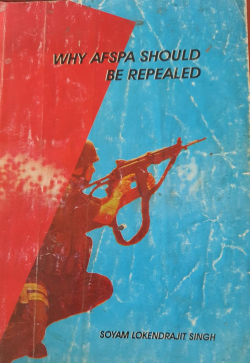 WHY AFSPA SHOULD
BE REPEALED
SOYAM LOKENDRAJIT SINGH